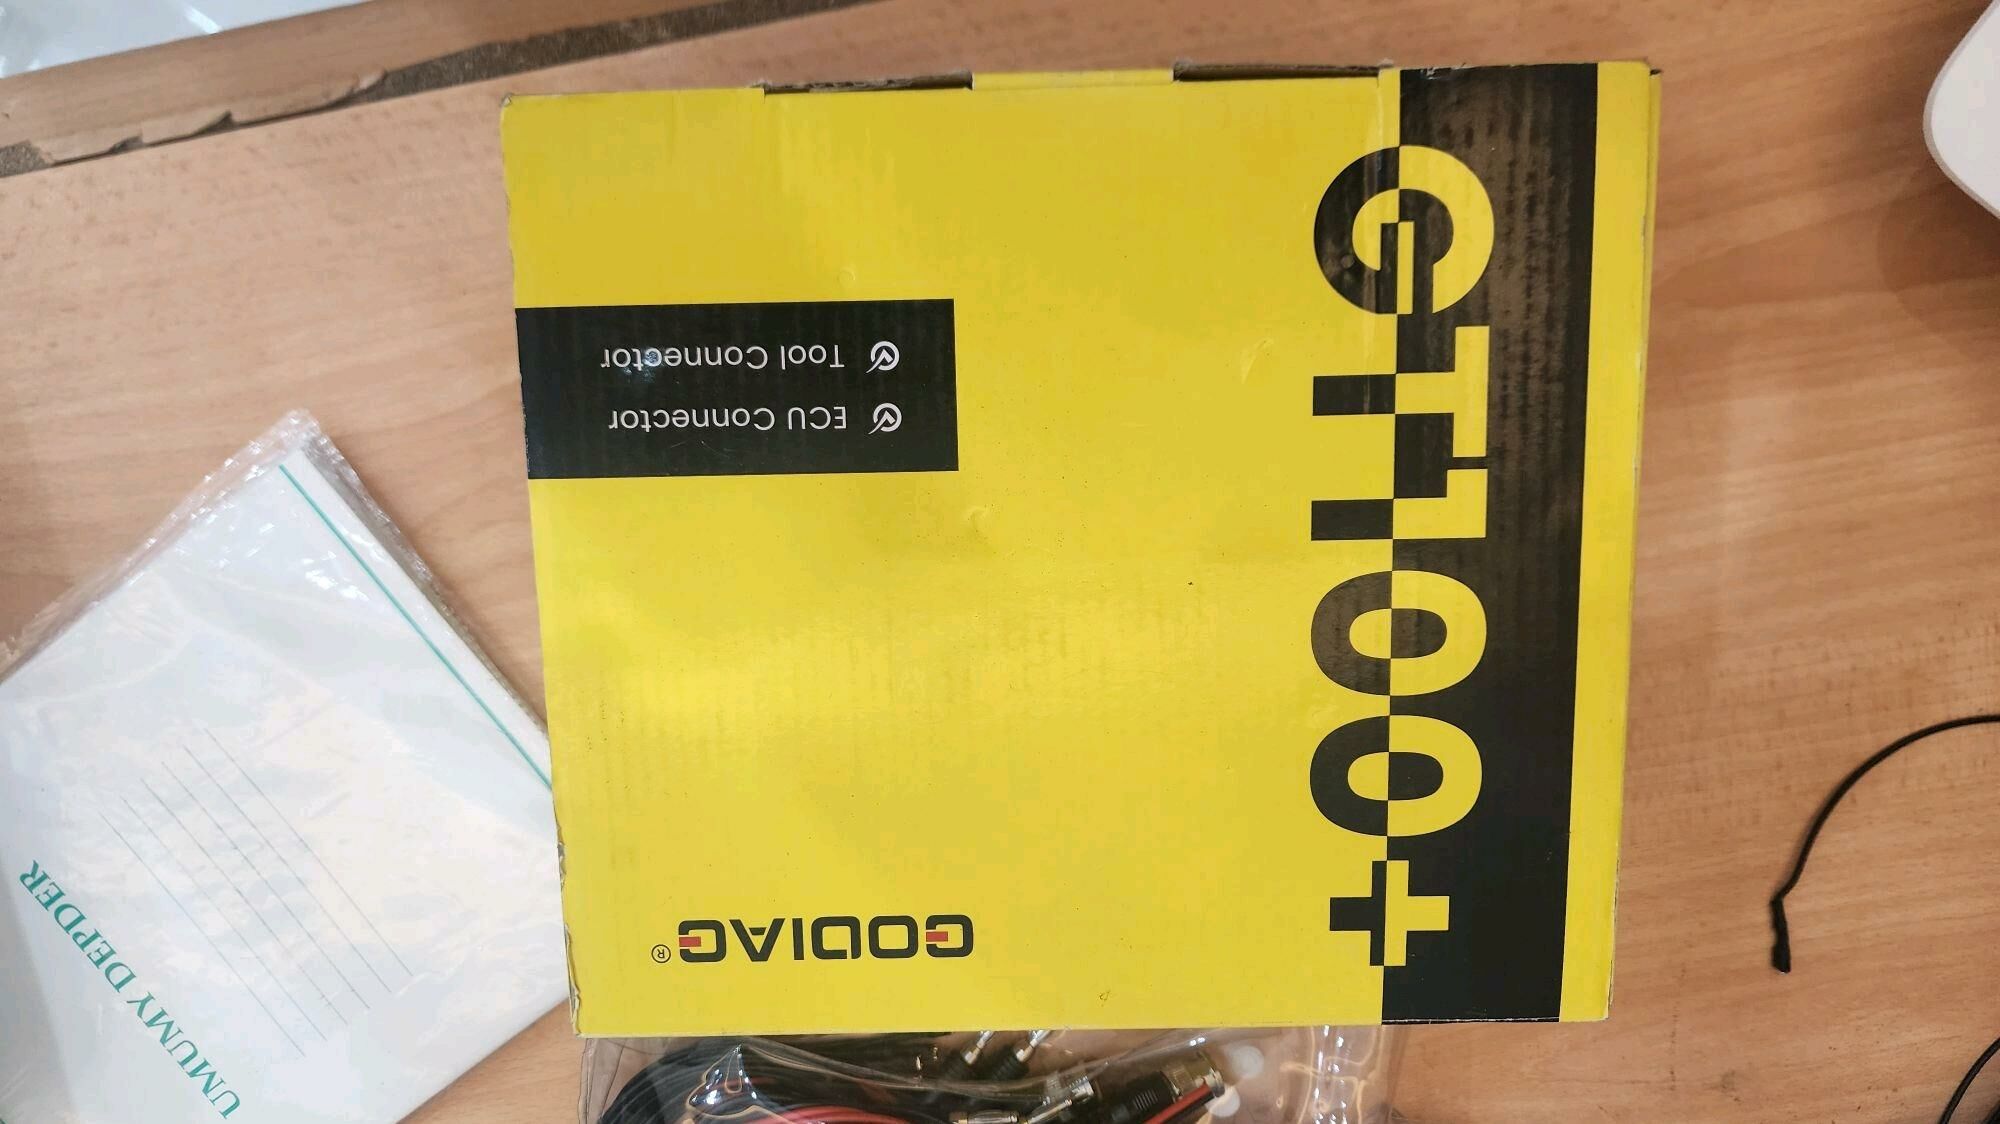 GT100+
GODIAG®
ECU Connector
Tool Connector
UMUMY DEPDER